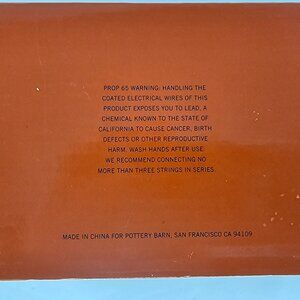 PROP 65 WARNING: HANDLING THE
COATED ELECTRICAL WIRES OF THIS
PRODUCT EXPOSES YOU TO LEAD, A
CHEMICAL KNOWN TO THE STATE OF
CALIFORNIA TO CAUSE CANCER, BIRTH
DEFECTS OR OTHER REPRODUCTIVE
HARM. WASH HANDS AFTER USE.
WE RECOMMEND CONNECTING NO
MORE THAN THREE STRINGS IN SERIES.
MADE IN CHINA FOR POTTERY BARN, SAN FRANCISCO CA 94109